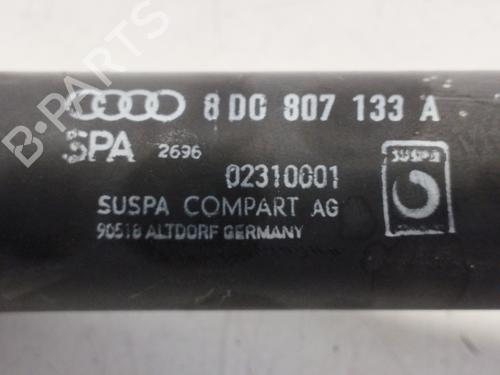 B-PARTS
8D0 807 133 A
SPA 2696
02310001
SUSPA
SUSPA COMPART AG
90518 ALTDORF GERMANY